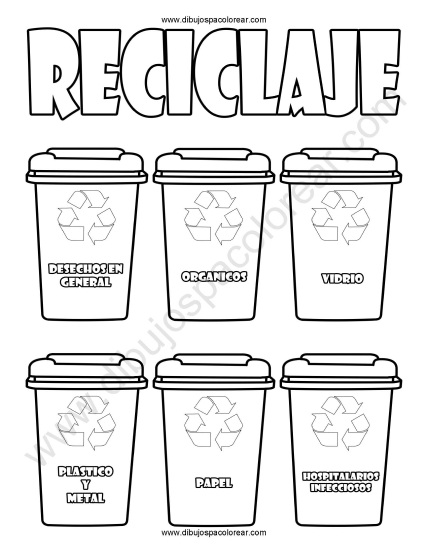 www.dibujospacolorear.com
RECICLAJE
DESECHOS EN
GENERAL
ORGANICOS
VIDRIO
PLASTICO
Y
METAL
PAPEL
HOSPITALARIOS
INFECCIOSOS
www.dibujospacolorear.com
www.dibujospacolorear.com